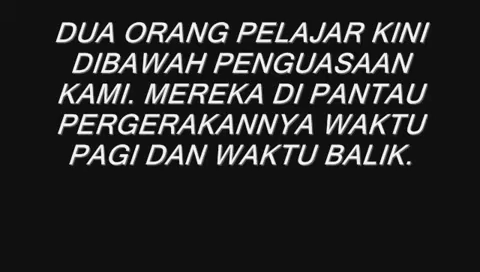 DUA ORANG PELAJAR KINI
DIBAWAH PENGUASAAN
KAMI. MEREKA DI PANTAU
PERGERAKANNYA WAKTU
PAGI DAN WAKTU BALIK.